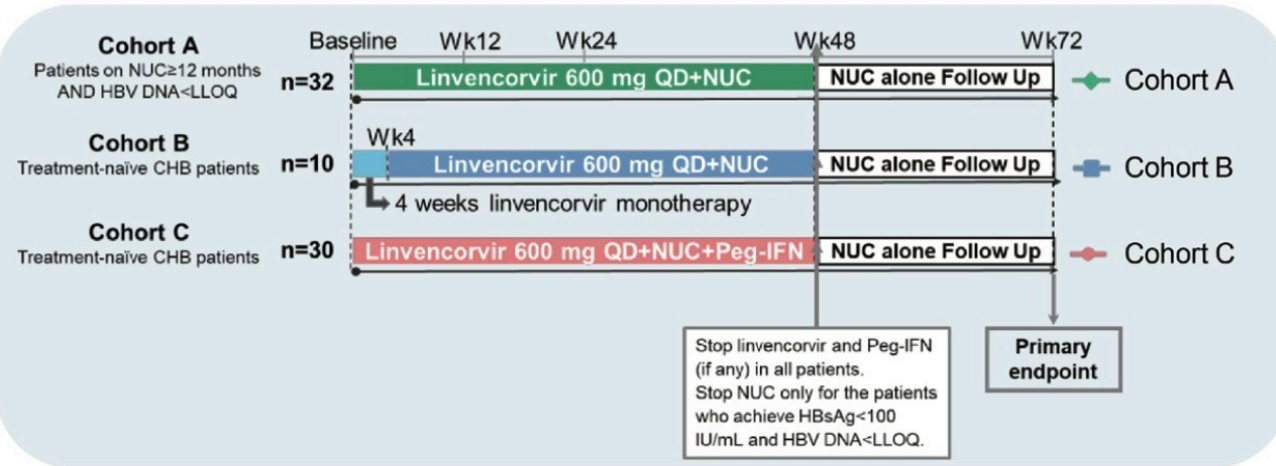 Baseline Wk12 Wk24 Wk48 Wk72
Cohort A
Patients on NUC≥12 months
AND HBV DNA<LLOQ
n=32
Linvencorvir 600 mg QD+NUC
NUC alone Follow Up
Cohort A
Wk4
Cohort B
Treatment-naïve CHB patients
n=10
Linvencorvir 600 mg QD+NUC
NUC alone Follow Up
Cohort B
4 weeks linvencorvir monotherapy
Cohort C
Treatment-naïve CHB patients
n=30
Linvencorvir 600 mg QD+NUC+Peg-IFN
NUC alone Follow Up
Cohort C
Stop linvencorvir and Peg-IFN
(if any) in all patients.
Stop NUC only for the patients
who achieve HBsAg<100
IU/mL and HBV DNA<LLOQ.
Primary
endpoint